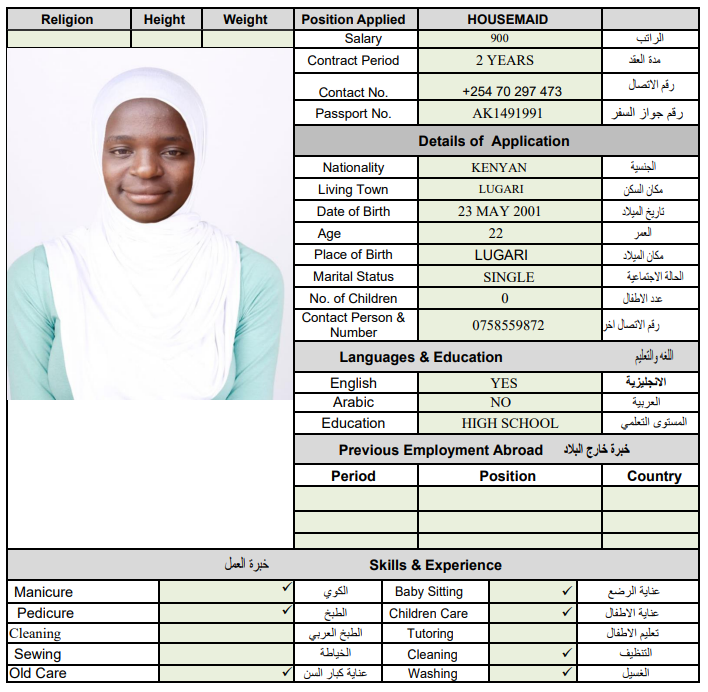 Religion Height Weight Position Applied HOUSEMAID
Salary 900 الراتب
Contract Period 2 YEARS مدة العقد
Contact No. +254 70 297 473 رقم الاتصال
Passport No. AK1491991 رقم جواز السفر
Details of Application
Nationality KENYAN الجنسية
Living Town LUGARI مكان السكن
Date of Birth 23 MAY 2001 تاريخ الميلاد
Age 22 العمر
Place of Birth LUGARI مكان الميلاد
Marital Status SINGLE الحالة الاجتماعية
No. of Children 0 عدد الاطفال
Contact Person &
Number 0758559872 رقم الاتصال اخر
Languages & Education اللغه والتعليم
English YES الانجليزية
Arabic NO العربية
Education HIGH SCHOOL المستوى التعلمي
Previous Employment Abroad خبرة خارج البلاد
Period Position Country
خبرة العمل Skills & Experience
Manicure ✓ الكوي Baby Sitting ✓ عناية الرضع
Pedicure ✓ الطبخ Children Care ✓ عناية الاطفال
Cleaning الطبخ العربي Tutoring تعليم الاطفال
Sewing الخياطة Cleaning ✓ التنظيف
Old Care ✓ عناية كبار السن Washing ✓ الغسيل